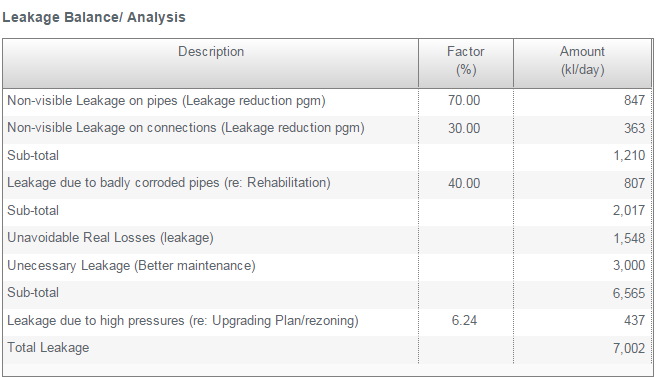 Leakage Balance/ Analysis
Description Factor Amount
(%) (kl/day)
Non-visible Leakage on pipes (Leakage reduction pgm) 70.00 847
Non-visible Leakage on connections (Leakage reduction pgm) 30.00 363
Sub-total 1,210
Leakage due to badly corroded pipes (re: Rehabilitation) 40.00 807
Sub-total 2,017
Unavoidable Real Losses (leakage) 1,548
Unecessary Leakage (Better maintenance) 3,000
Sub-total 6,565
Leakage due to high pressures (re: Upgrading Plan/rezoning) 6.24 437
Total Leakage 7,002